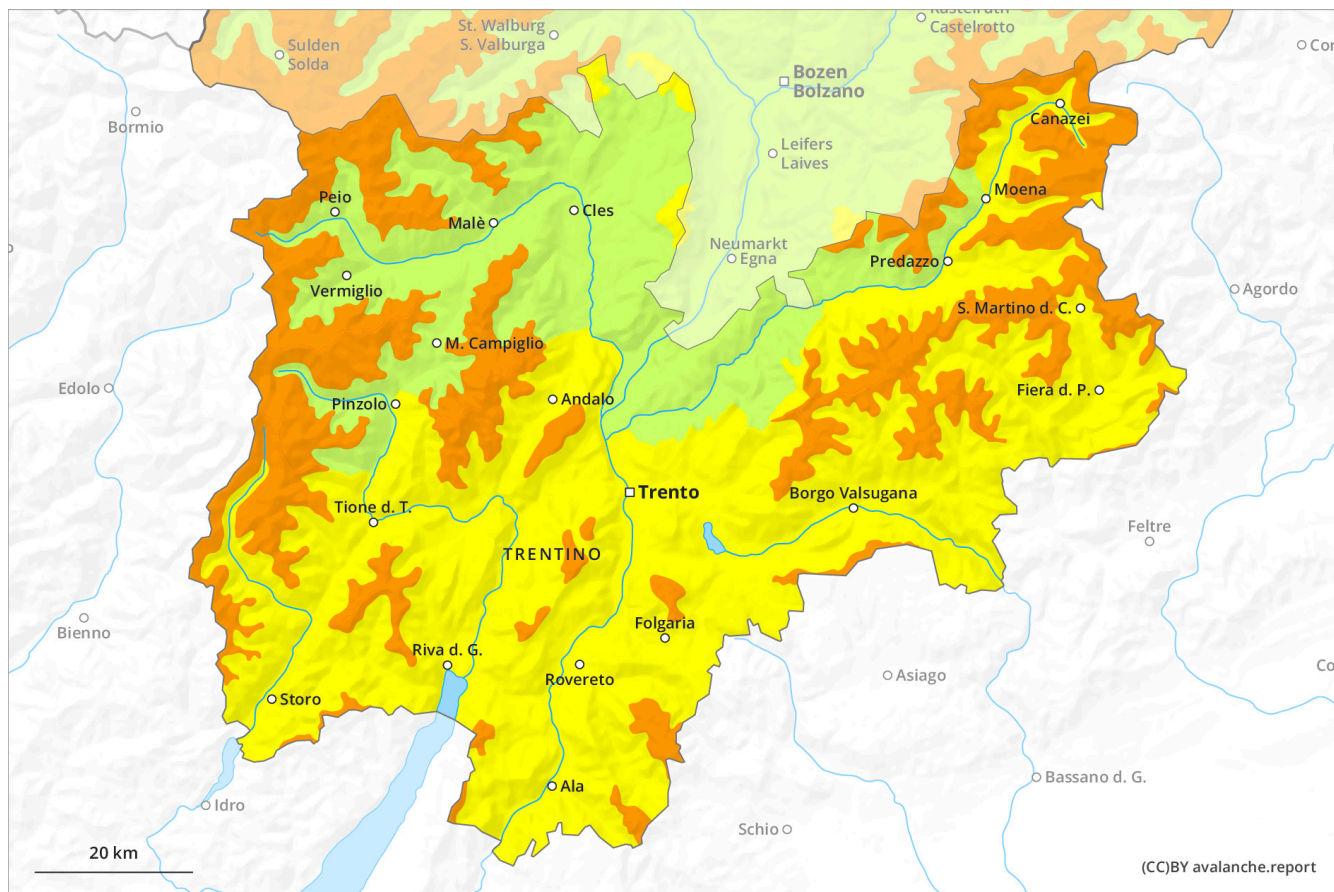 St. Walburg
S. Valburga
Kastelruth
Castelrotto
Sulden
Solda
Bozen
Bolzano
Bormio
Canazei
Leifers
Laives
Peio
Moena
Malè
Cles
Neumarkt
Egna
Predazzo
Vermiglio
Agordo
S. Martino d. C.
M. Campiglio
Edolo
Fiera d. P.
Pinzolo
Andalo
Trento
Borgo Valsugana
Tione d. T.
Feltre
TRENTINO
Bienno
Folgaria
Riva d. G.
Asiago
Rovereto
Storo
Bassano d. G.
Ala
Idro
Schio
20 km
(CC)BY avalanche.report